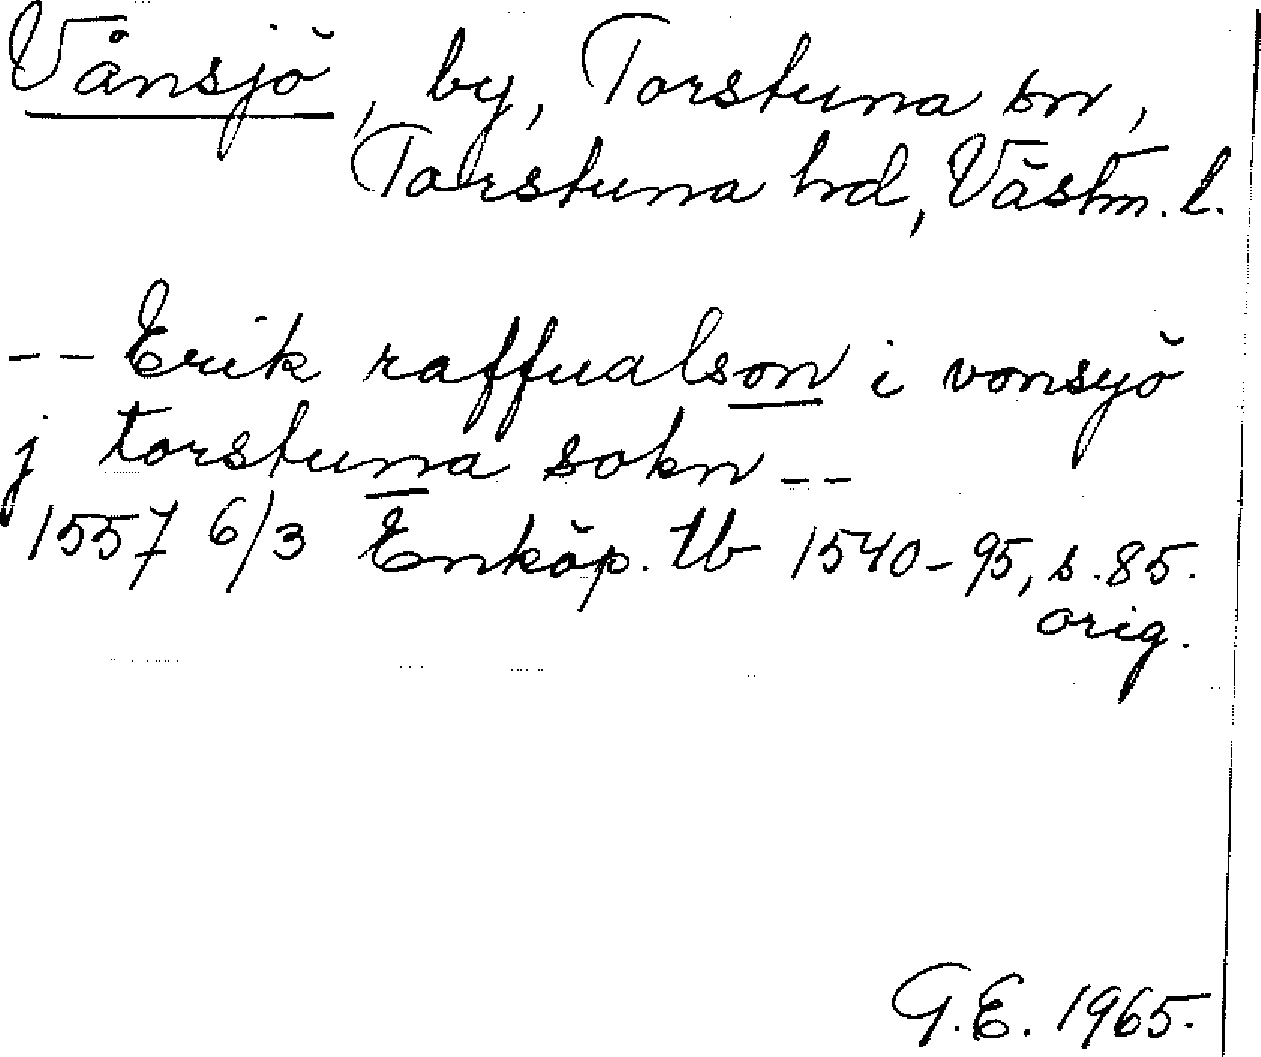 Vånsjö, by, Torstuna sn,
Torstuna hd, Västm. l.
-- Erik raffualson i vonsyö
j torstuna sokn --
1557 6/3 Enköp. tb 1540-95, s. 85.
orig.
G.E. 1965.